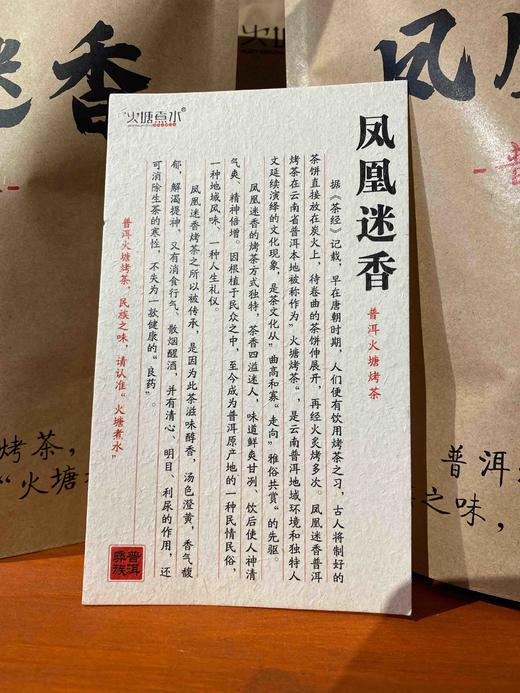 火塘煮水®
凤凰迷香
普洱火塘烤茶
据《茶经》记载，早在唐朝时期，人们便有饮用烤茶之习，古人将制好的
茶饼直接放在炭火上，待卷曲的茶饼伸展开，再经火炙烤多次。凤凰迷香普洱
烤茶在云南省普洱本地被称作为"火塘烤茶"，是云南普洱地域环境和独特人
文延续演绎的文化现象，是茶文化从"曲高和寡"走向"雅俗共赏"的先驱。
凤凰迷香的烤茶方式独特，茶香四溢迷人，味道鲜爽甘冽、饮后使人神清
气爽、精神倍增。因根植于民众之中，至今成为普洱原产地的一种民情民俗，
一种地域风味，一种人生礼仪。
凤凰迷香烤茶之所以被传承，是因为此茶滋味醇香，汤色澄黄，香气馥
郁，解渴提神，又有消食行气、散烟醒酒，并有清心、明目、利尿的作用，还
可消除生茶的寒性，不失为一款健康的"良药"。
普洱火塘烤茶，民族之味，请认准"火塘煮水"
普洱
彝族
迷香
烤茶，
"火塘
凤
普洱
之味，